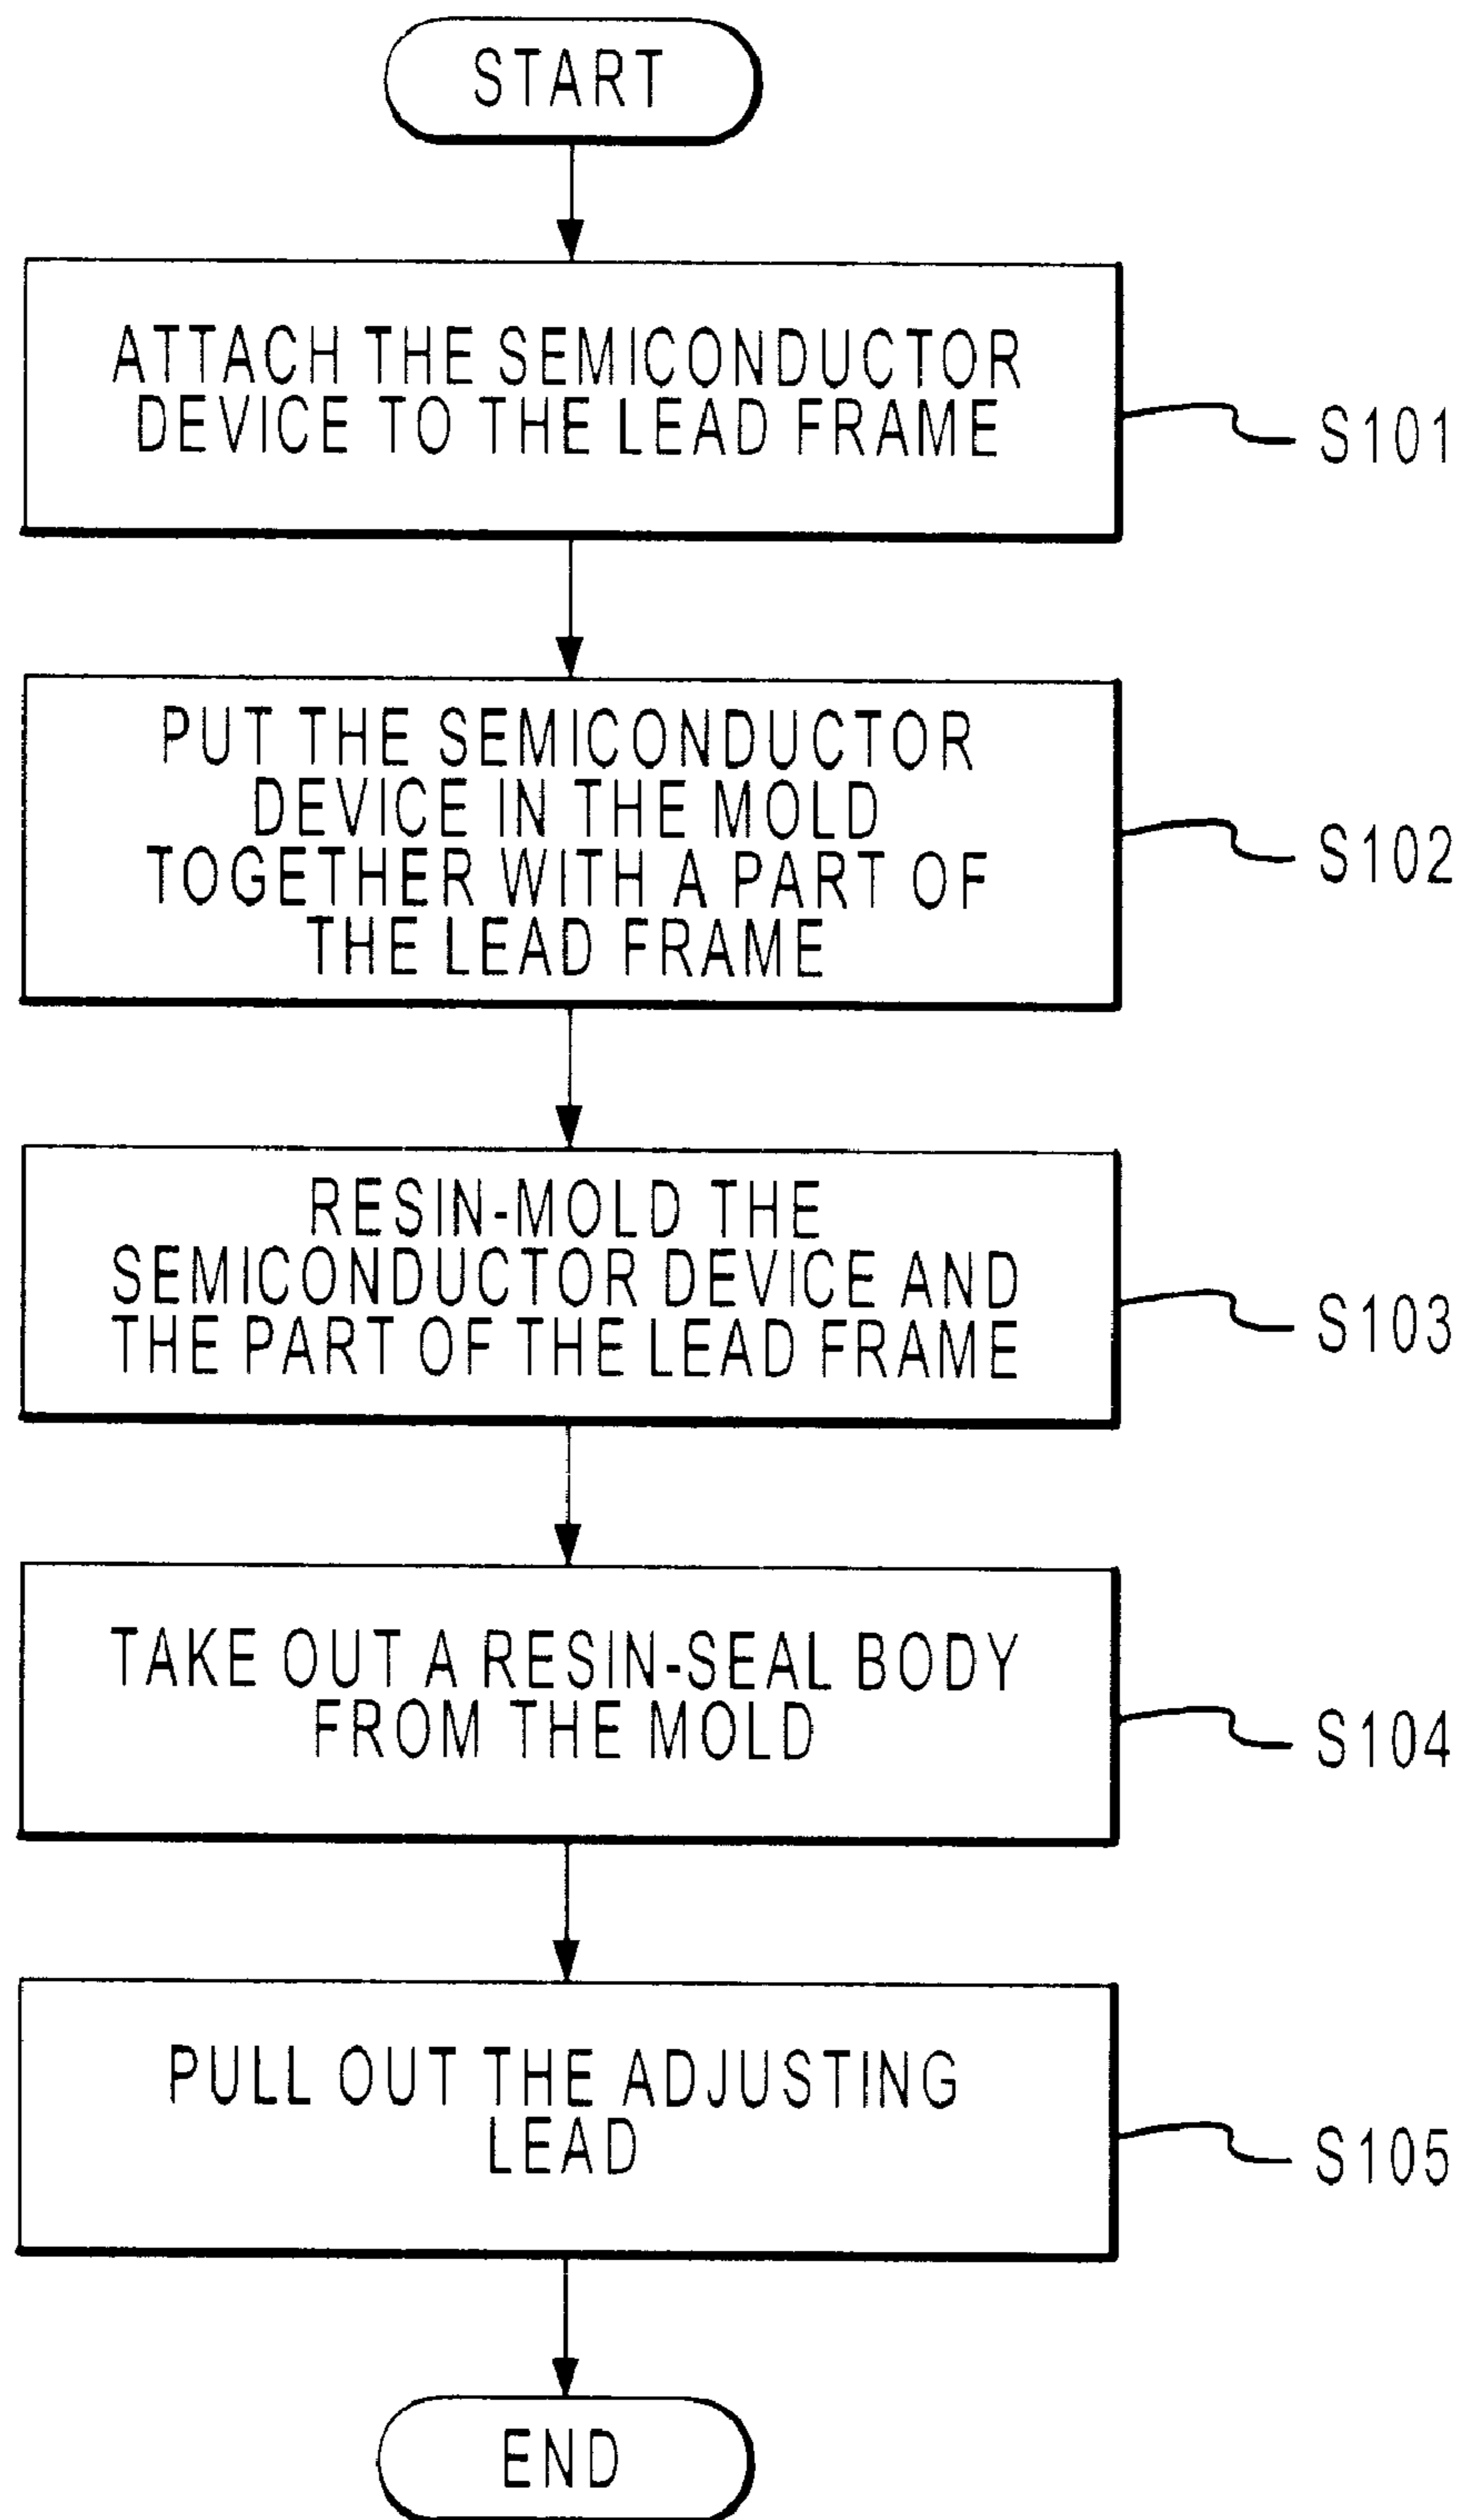 START
ATTACH THE SEMICONDUCTOR
DEVICE TO THE LEAD FRAME
S101
PUT THE SEMICONDUCTOR
DEVICE IN THE MOLD
TOGETHER WITH A PART OF
THE LEAD FRAME
S102
RESIN-MOLD THE
SEMICONDUCTOR DEVICE AND
THE PART OF THE LEAD FRAME
S103
TAKE OUT A RESIN-SEAL BODY
FROM THE MOLD
S104
PULL OUT THE ADJUSTING
LEAD
S105
END